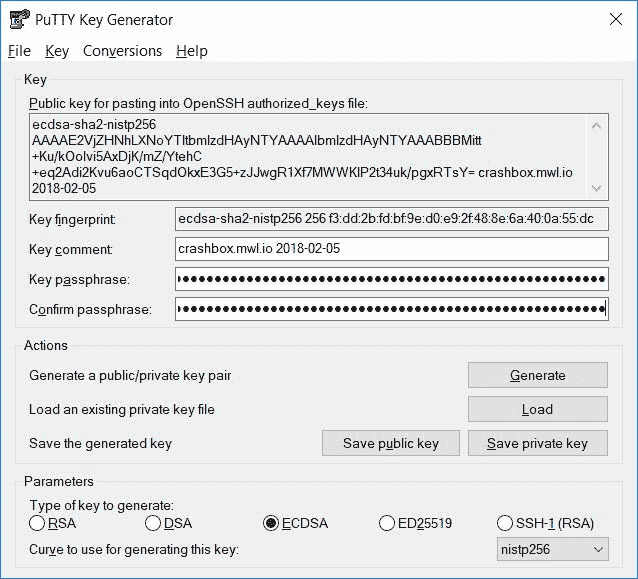 PuTTY Key Generator
File Key Conversions Help
Key
Public key for pasting into OpenSSH authorized_keys file:
ecdsa-sha2-nistp256
AAAAE2VjZHNhLXNoYTItbmlzdHAyNTYAAAAIbmlzdHAyNTYAAABBBMitt
+Ku/kOolvi5AxDjK/mZ/YtehC
+eq2Adi2Kvu6aoCTSqdOkxE3G5+zJJwgR1Xf7MWWKlP2t34uk/pgxRTsY= crashbox.mwl.io
2018-02-05
Key fingerprint: ecdsa-sha2-nistp256 256 f3:dd:2b:fd:bf:9e:d0:e9:2f:48:8e:6a:40:0a:55:dc
Key comment: crashbox.mwl.io 2018-02-05
Key passphrase:
Confirm passphrase:
Actions
Generate a public/private key pair Generate
Load an existing private key file Load
Save the generated key Save public key Save private key
Parameters
Type of key to generate:
RSA DSA ECDSA ED25519 SSH-1 (RSA)
Curve to use for generating this key: nistp256